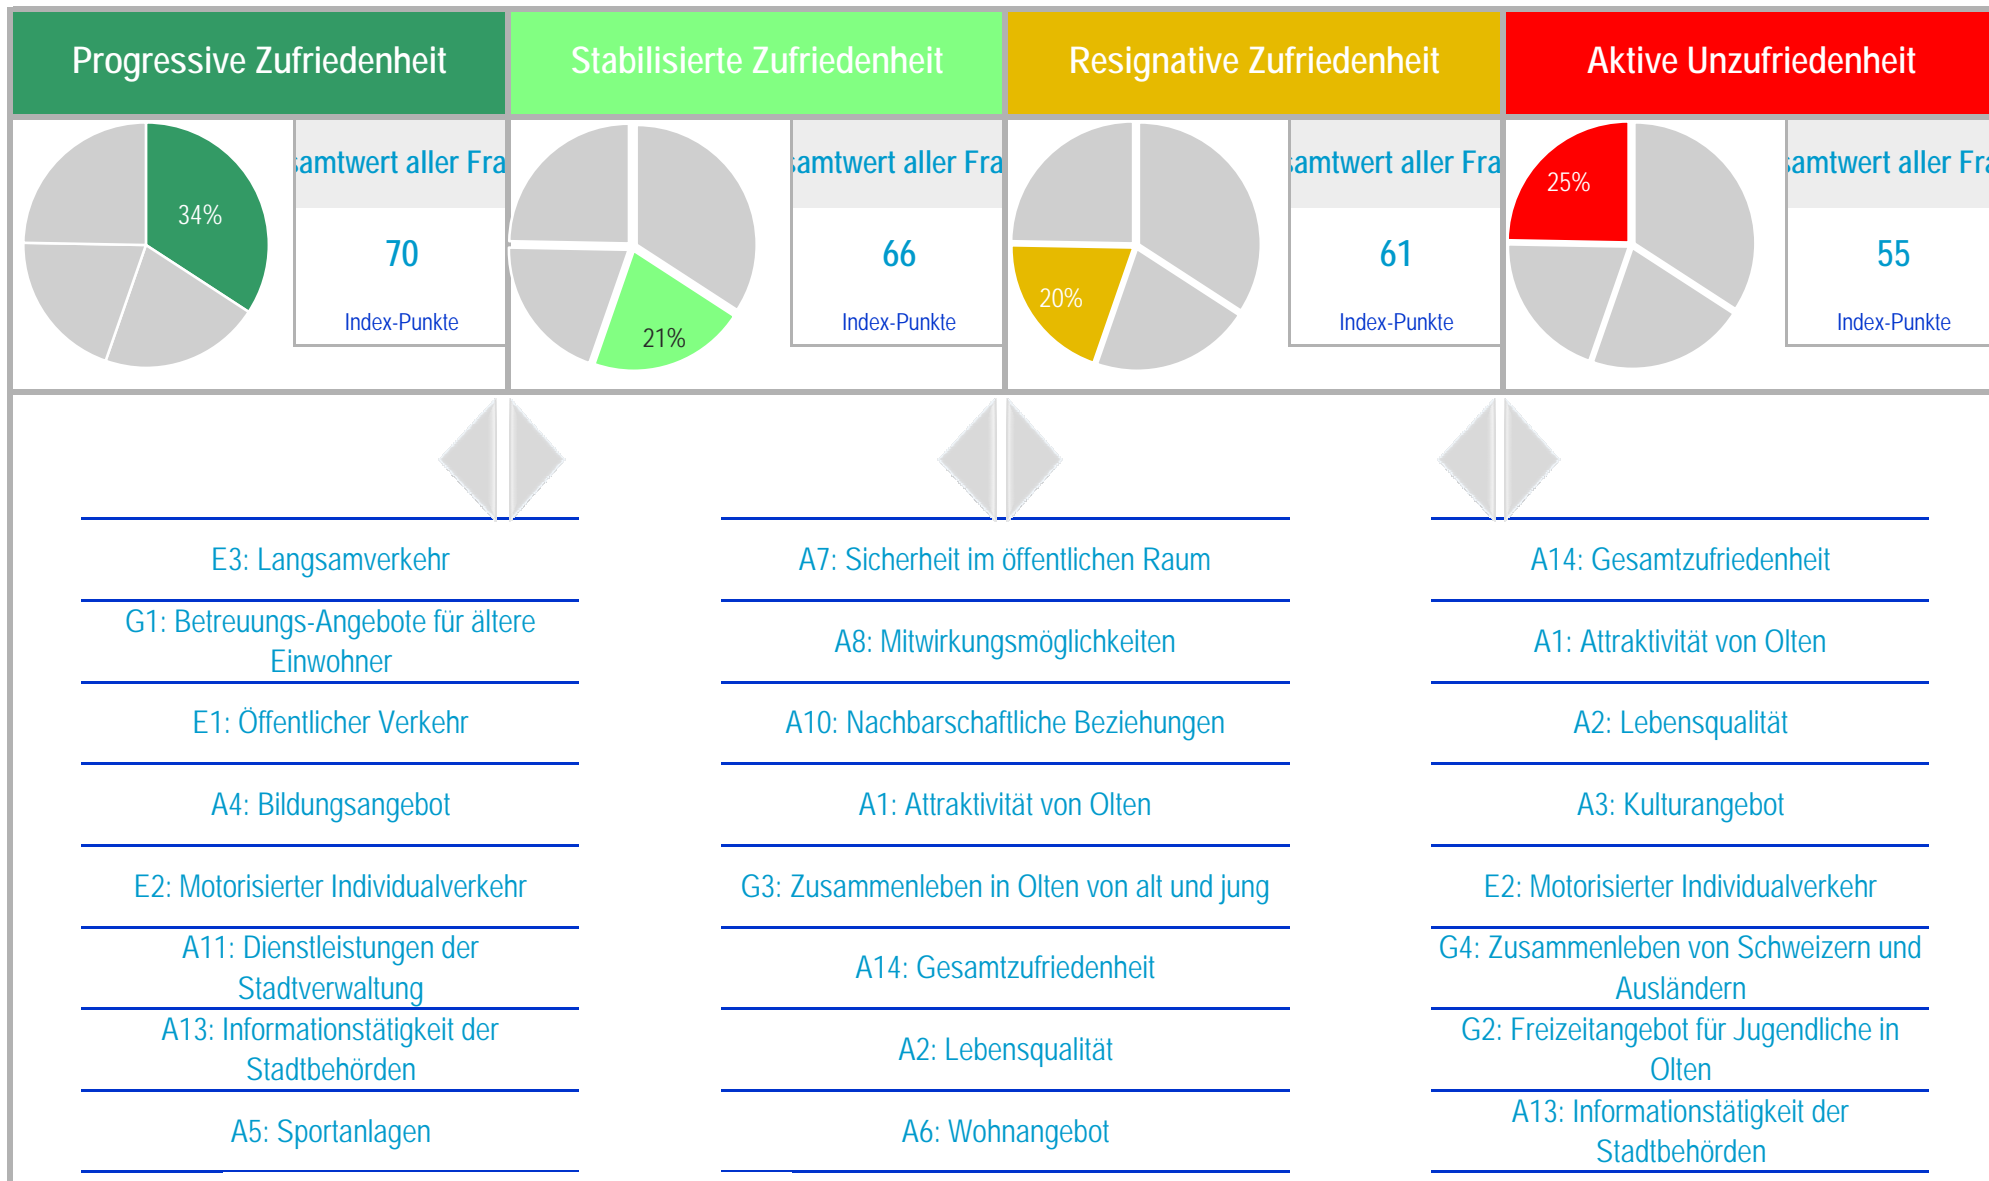 Progressive Zufriedenheit
Stabilisierte Zufriedenheit
Resignative Zufriedenheit
Aktive Unzufriedenheit
34%
samtwert aller Fra
70
Index-Punkte
21%
samtwert aller Fra
66
Index-Punkte
20%
samtwert aller Fra
61
Index-Punkte
25%
samtwert aller Fra
55
Index-Punkte
E3: Langsamverkehr
G1: Betreuungs-Angebote für ältere
Einwohner
E1: Öffentlicher Verkehr
A4: Bildungsangebot
E2: Motorisierter Individualverkehr
A11: Dienstleistungen der
Stadtverwaltung
A13: Informationstätigkeit der
Stadtbehörden
A5: Sportanlagen
A7: Sicherheit im öffentlichen Raum
A8: Mitwirkungsmöglichkeiten
A10: Nachbarschaftliche Beziehungen
A1: Attraktivität von Olten
G3: Zusammenleben in Olten von alt und jung
A14: Gesamtzufriedenheit
A2: Lebensqualität
A6: Wohnangebot
A14: Gesamtzufriedenheit
A1: Attraktivität von Olten
A2: Lebensqualität
A3: Kulturangebot
E2: Motorisierter Individualverkehr
G4: Zusammenleben von Schweizern und
Ausländern
G2: Freizeitangebot für Jugendliche in
Olten
A13: Informationstätigkeit der
Stadtbehörden